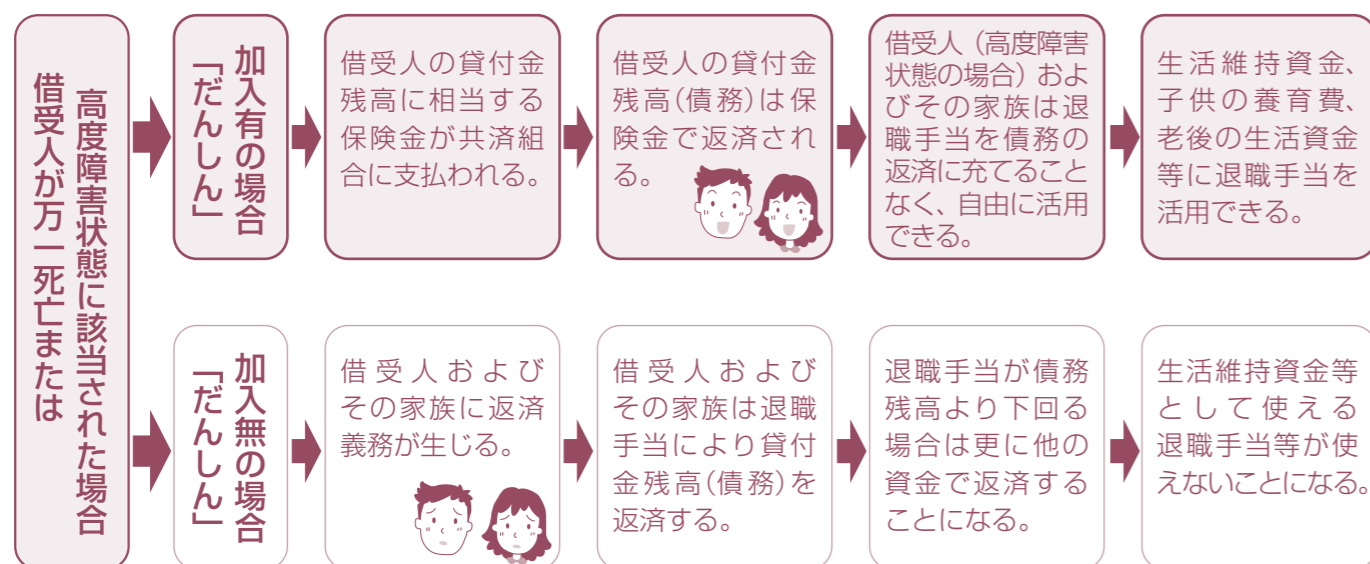 借受人が万一死亡または
高度障害状態に該当された場合
「だんしん」
加入有の場合
借受人の貸付金
残高に相当する
保険金が共済組
合に支払われる。
借受人の貸付金
残高(債務)は保
険金で返済され
る。
借受人(高度障害
状態の場合)およ
びその家族は退
職手当を債務の
返済に充てること
なく、自由に活用
できる。
生活維持資金、
子供の養育費、
老後の生活資金
等に退職手当を
活用できる。
「だんしん」
加入無の場合
借受人および
その家族に返済
義務が生じる。
借受人および
その家族は退職
手当により貸付
金残高(債務)を
返済する。
退職手当が債務
残高より下回る
場合は更に他の
資金で返済する
ことになる。
生活維持資金等
として使える
退職手当等が使
えないことになる。